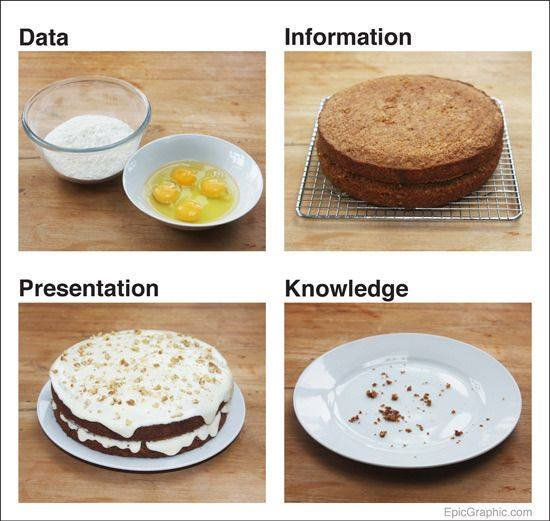 Data
Information
Presentation
Knowledge
EpicGraphic.com